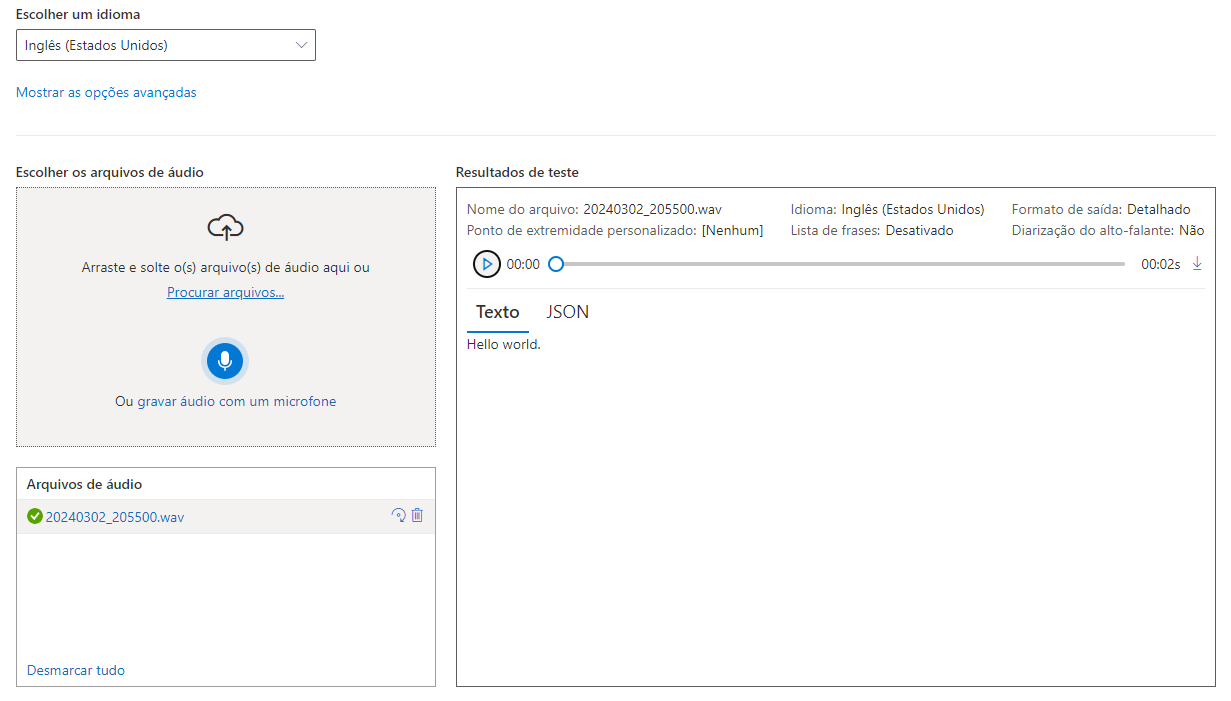 Escolher um idioma
Inglês (Estados Unidos)
Mostrar as opções avançadas
Escolher os arquivos de áudio
Arraste e solte o(s) arquivo(s) de áudio aqui ou
Procurar arquivos...
Ou gravar áudio com um microfone
Arquivos de áudio
20240302_205500.wav
Desmarcar tudo
Resultados de teste
Nome do arquivo: 20240302_205500.wav Idioma: Inglês (Estados Unidos) Formato de saída: Detalhado
Ponto de extremidade personalizado: [Nenhum] Lista de frases: Desativado Diarização do alto-falante: Não
00:00 00:02s
Texto JSON
Hello world.